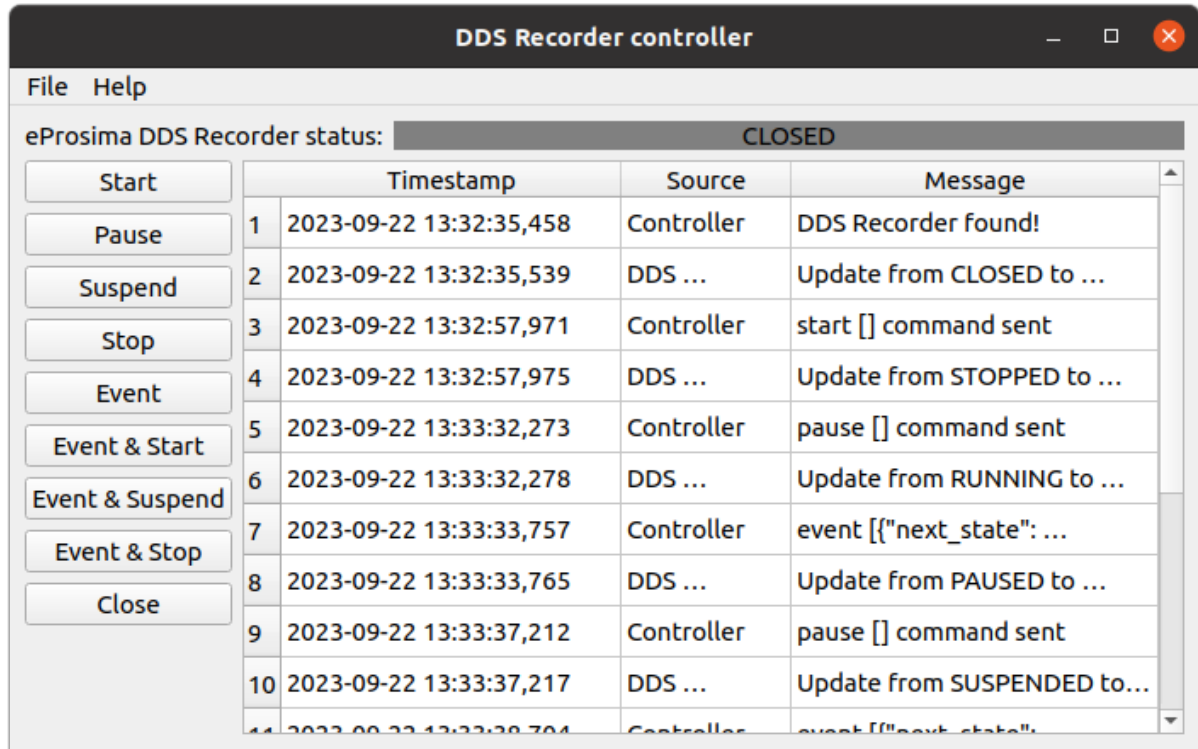 DDS Recorder controller
File Help
eProsima DDS Recorder status: CLOSED
Start
Pause
Suspend
Stop
Event
Event & Start
Event & Suspend
Event & Stop
Close
Timestamp Source Message
1 2023-09-22 13:32:35,458 Controller DDS Recorder found!
2 2023-09-22 13:32:35,539 DDS ... Update from CLOSED to ...
3 2023-09-22 13:32:57,971 Controller start [] command sent
4 2023-09-22 13:32:57,975 DDS ... Update from STOPPED to ...
5 2023-09-22 13:33:32,273 Controller pause [] command sent
6 2023-09-22 13:33:32,278 DDS ... Update from RUNNING to ...
7 2023-09-22 13:33:33,757 Controller event [{"next_state": ...
8 2023-09-22 13:33:33,765 DDS ... Update from PAUSED to ...
9 2023-09-22 13:33:37,212 Controller pause [] command sent
10 2023-09-22 13:33:37,217 DDS ... Update from SUSPENDED to...